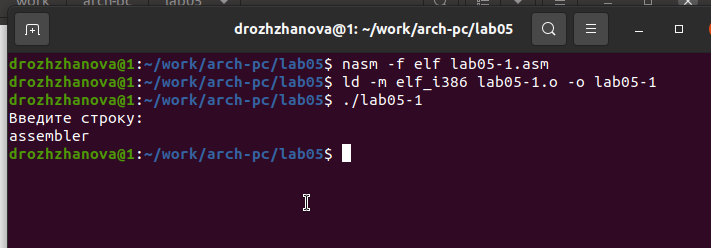 work arch-pc lab05
drozhzhanova@1: ~/work/arch-pc/lab05
drozhzhanova@1:~/work/arch-pc/lab05$ nasm -f elf lab05-1.asm
drozhzhanova@1:~/work/arch-pc/lab05$ ld -m elf_i386 lab05-1.o -o lab05-1
drozhzhanova@1:~/work/arch-pc/lab05$ ./lab05-1
Введите строку:
assembler
drozhzhanova@1:~/work/arch-pc/lab05$